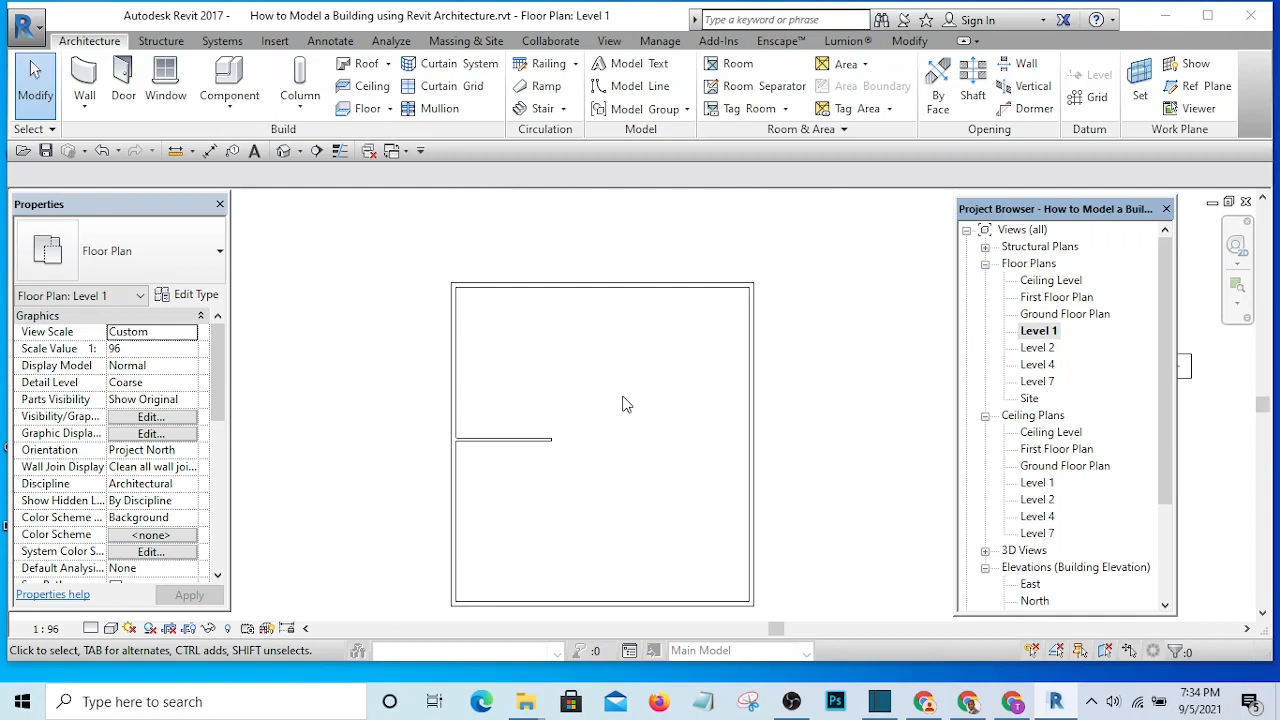 Autodesk Revit 2017 - How to Model a Building using Revit Architecture.rvt - Floor Plan: Level 1
Type a keyword or phrase
Sign In
Architecture Structure Systems Insert Annotate Analyze Massing & Site Collaborate View Manage Add-Ins Enscape™ Lumion® Modify
Modify
Wall
Door
Window
Component
Column
Roof
Ceiling
Floor
Curtain System
Curtain Grid
Mullion
Railing
Ramp
Stair
Model Text
Model Line
Model Group
Room
Room Separator
Tag Room
Area
Area Boundary
Tag Area
By Face
Shaft
Wall
Vertical
Dormer
Level
Grid
Set
Show
Ref Plane
Viewer
Select Build Circulation Model Room & Area Opening Datum Work Plane
Properties
Floor Plan
Floor Plan: Level 1
Edit Type
Graphics
View Scale Custom
Scale Value 1: 96
Display Model Normal
Detail Level Coarse
Parts Visibility Show Original
Visibility/Grap... Edit...
Graphic Displa... Edit...
Orientation Project North
Wall Join Display Clean all wall joi...
Discipline Architectural
Show Hidden L... By Discipline
Color Scheme ... Background
Color Scheme <none>
System Color S... Edit...
Default Analysi... None
Properties help
Apply
Project Browser - How to Model a Buil...
Views (all)
Structural Plans
Floor Plans
Ceiling Level
First Floor Plan
Ground Floor Plan
Level 1
Level 2
Level 4
Level 7
Site
Ceiling Plans
Ceiling Level
First Floor Plan
Ground Floor Plan
Level 1
Level 2
Level 4
Level 7
3D Views
Elevations (Building Elevation)
East
North
2D
1 : 96
Click to select, TAB for alternates, CTRL adds, SHIFT unselects.
:0
Main Model
:0
Type here to search
Ps
R
7:34 PM
9/5/2021
5